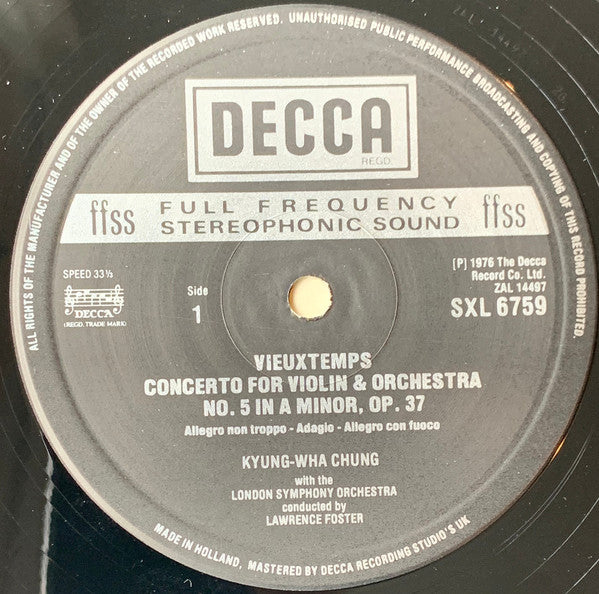 ALL RIGHTS OF THE MANUFACTURER AND OF THE OWNER OF THE RECORDED WORK RESERVED. UNAUTHORISED PUBLIC PERFORMANCE BROADCASTING AND COPYING OF THIS RECORD PROHIBITED.
DECCA
REGD.
ffss FULL FREQUENCY STEREOPHONIC SOUND ffss
SPEED 33⅓
DECCA
(REGD. TRADE MARK)
Side
1
[P] 1976 The Decca
Record Co. Ltd.
ZAL 14497
SXL 6759
VIEUXTEMPS
CONCERTO FOR VIOLIN & ORCHESTRA
NO. 5 IN A MINOR, OP. 37
Allegro non troppo - Adagio - Allegro con fuoco
KYUNG-WHA CHUNG
with the
LONDON SYMPHONY ORCHESTRA
conducted by
LAWRENCE FOSTER
MADE IN HOLLAND, MASTERED BY DECCA RECORDING STUDIO'S UK